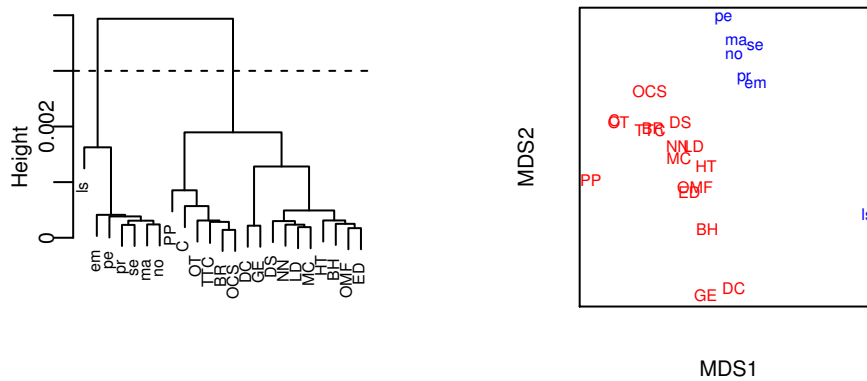 Height
0
0.002
ls
em
pe
pr
se
ma
no
PP
C
OT
TTC
BR
OCS
DC
GE
DS
NN
LD
MC
HT
BH
OMF
ED
MDS2
MDS1
pe
ma
se
no
pr
em
OCS
C
OT
TTC
BR
DS
NN
LD
MC
HT
PP
OMF
ED
ls
BH
DC
GE